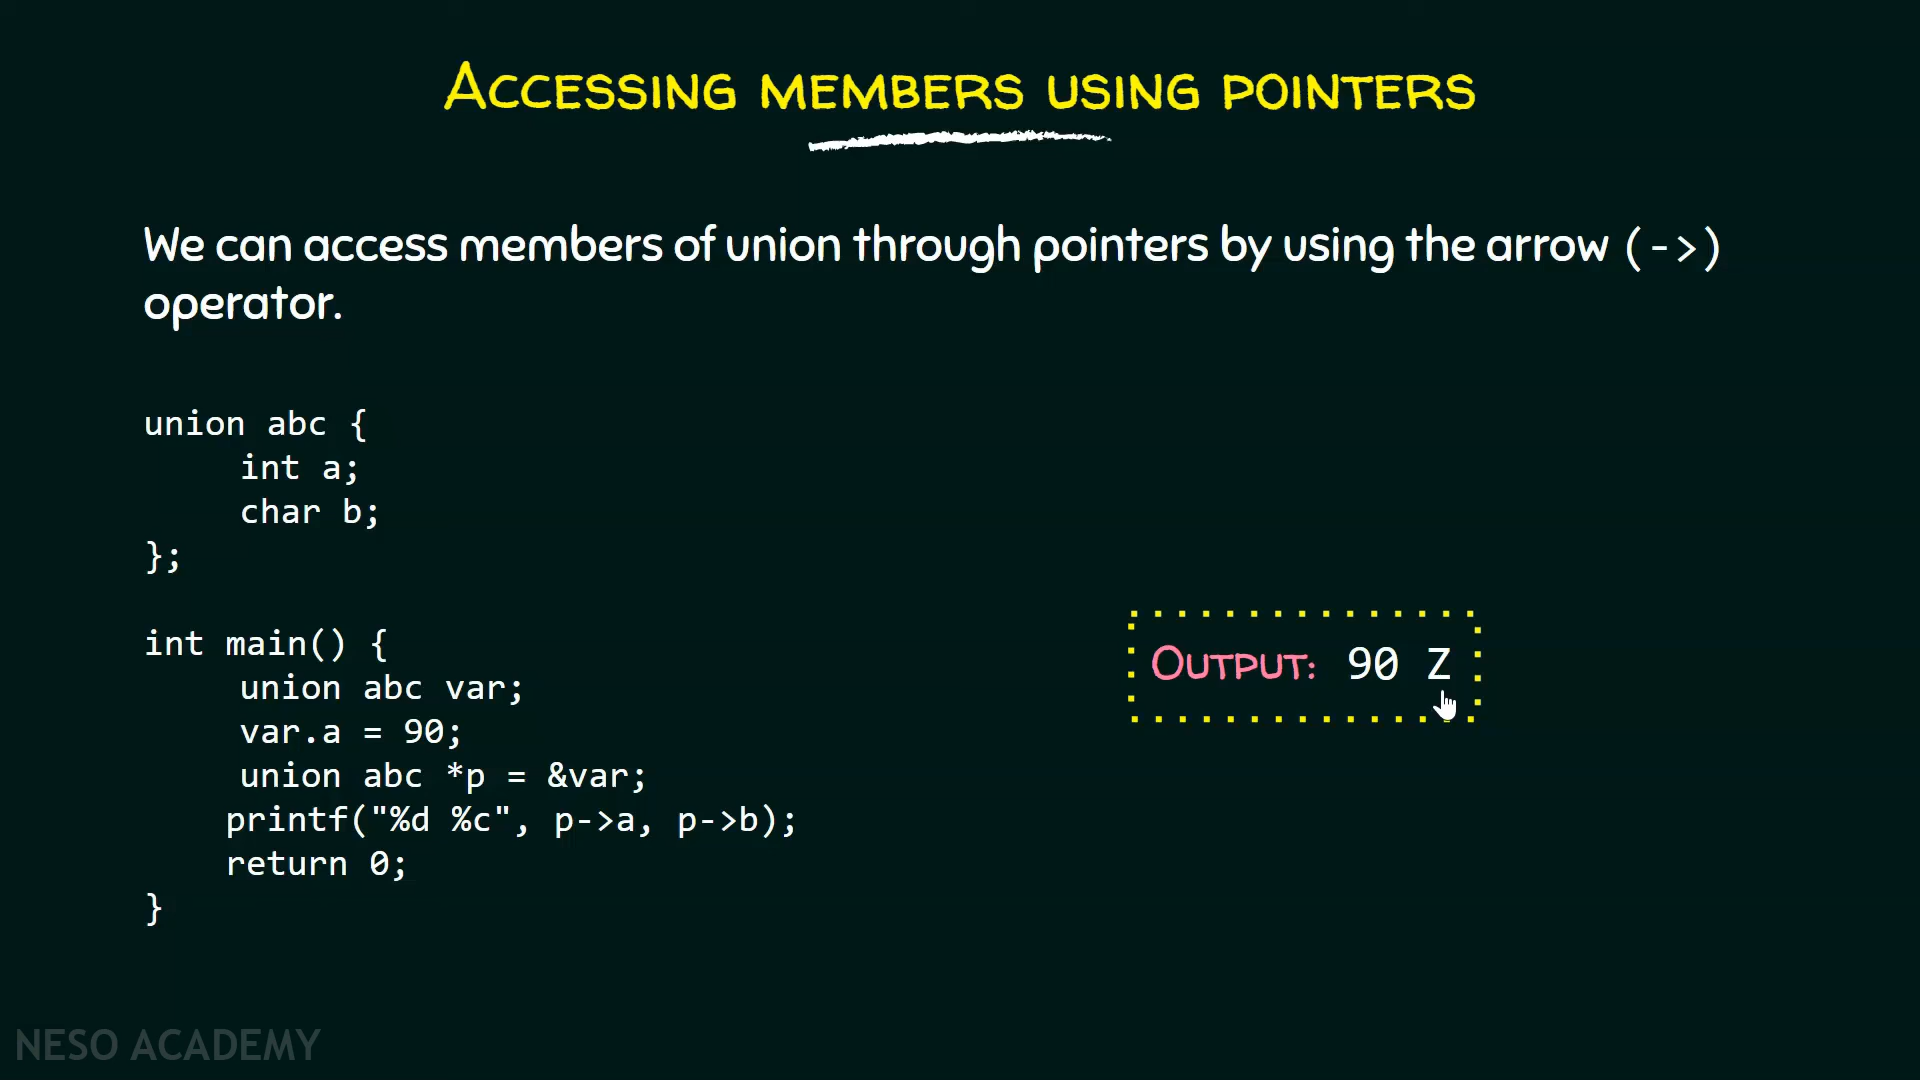 ACCESSING MEMBERS USING POINTERS
We can access members of union through pointers by using the arrow (->)
operator.
union abc {
int a;
char b;
};
int main() {
union abc var;
var.a = 90;
union abc *p = &var;
printf("%d %c", p->a, p->b);
return 0;
}
OUTPUT: 90 Z
NESO ACADEMY